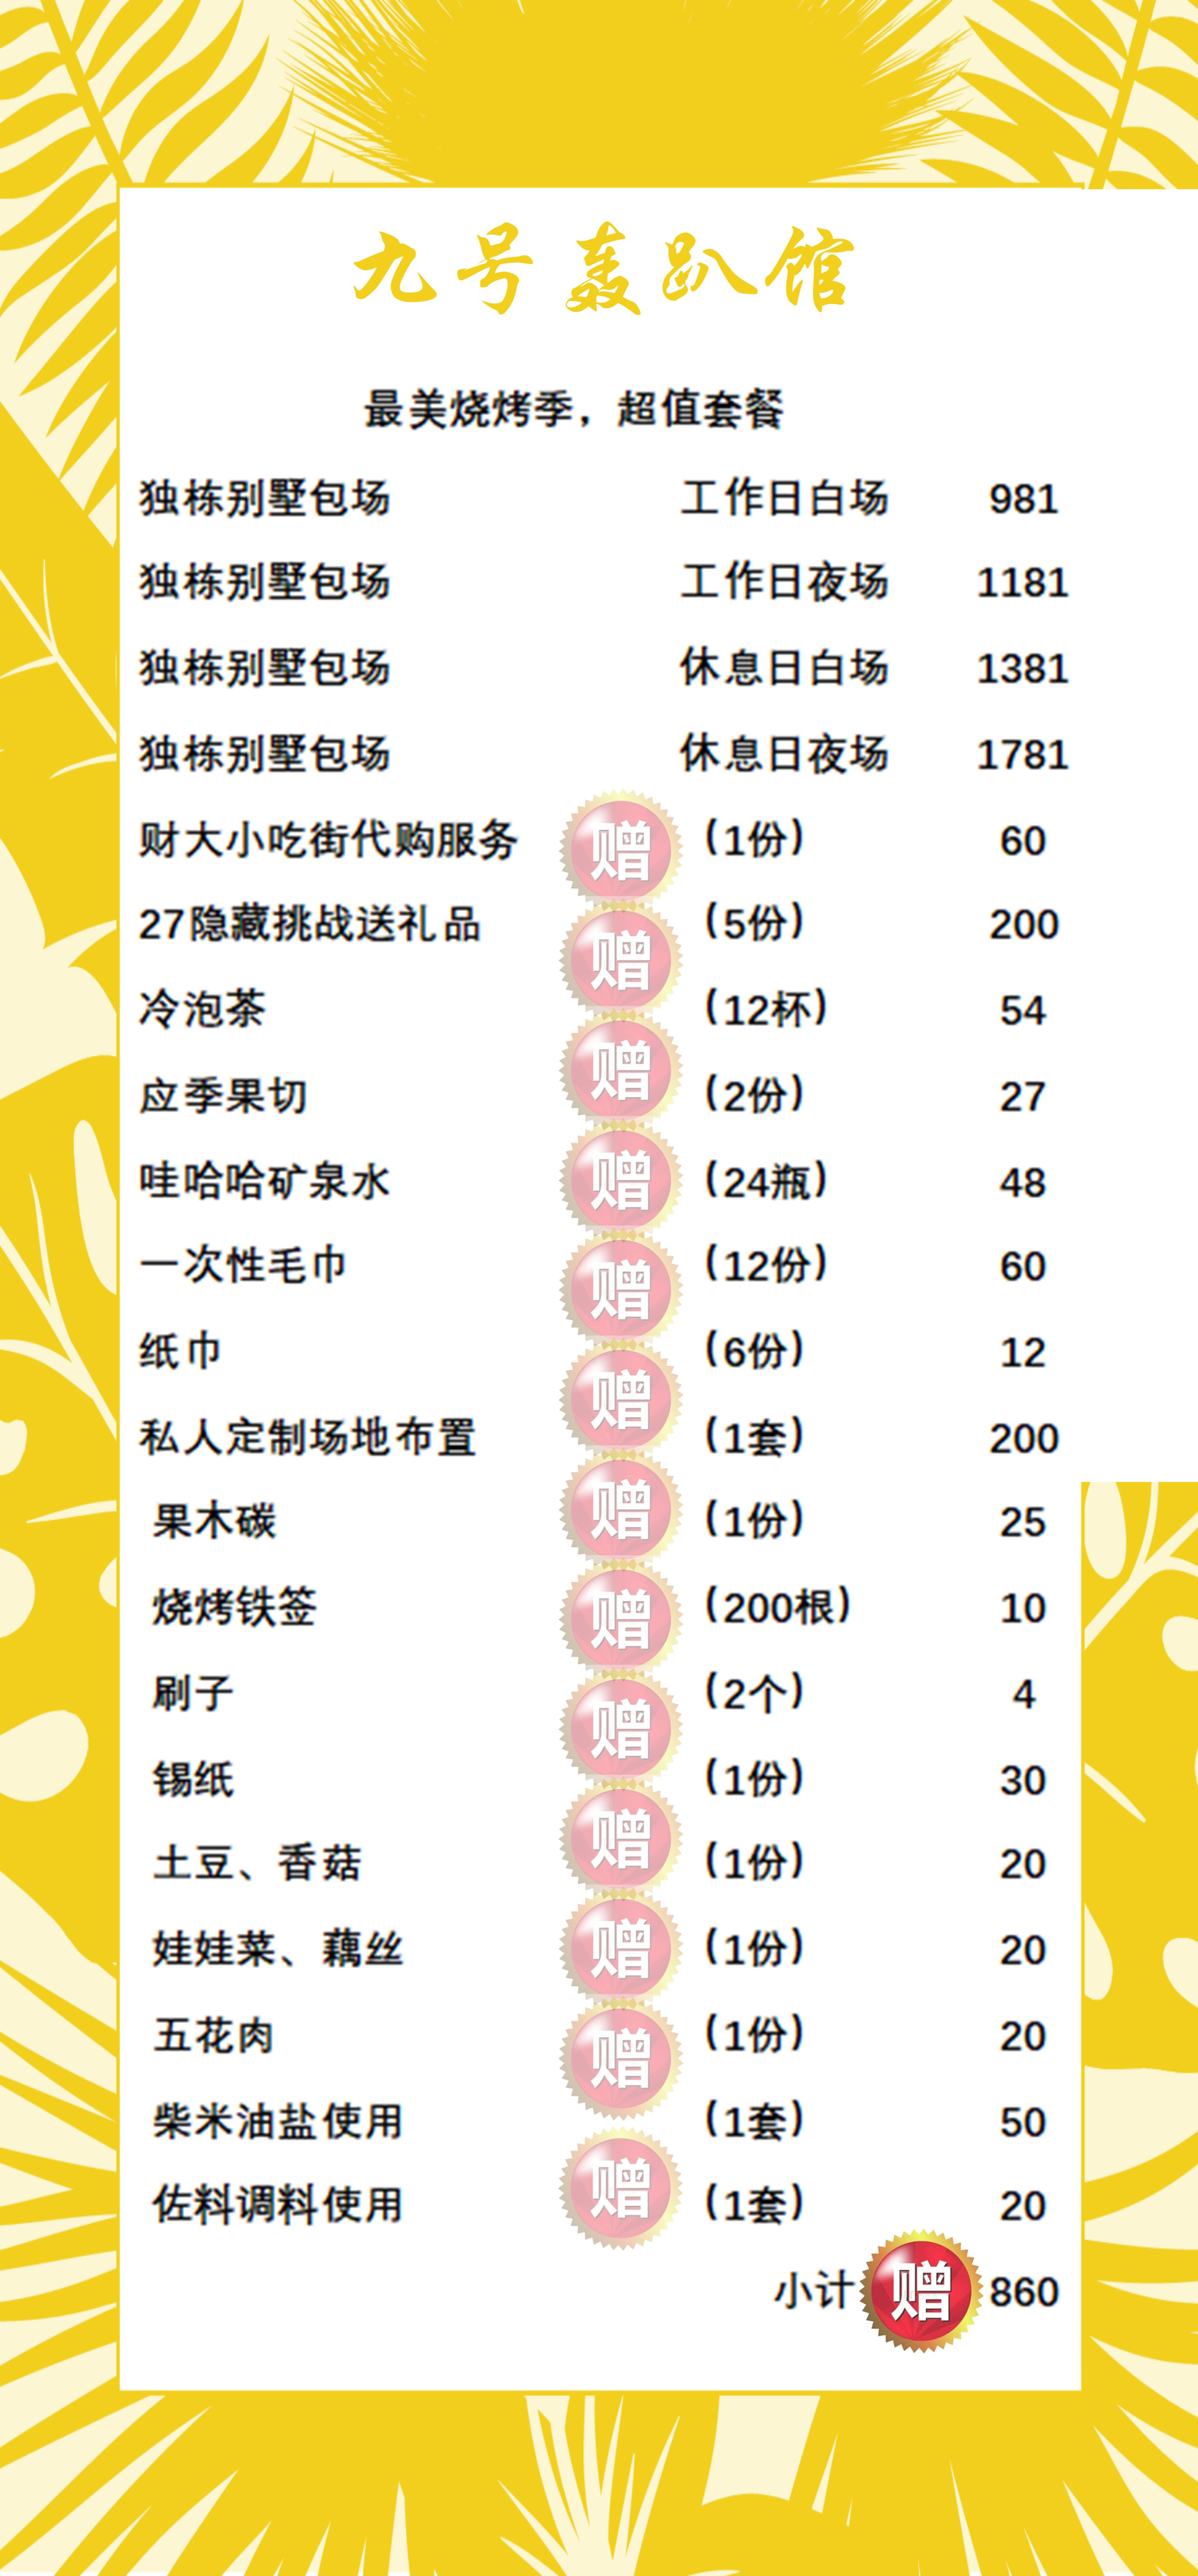 九号轰趴馆
最美烧烤季，超值套餐
独栋别墅包场 工作日白场 981
独栋别墅包场 工作日夜场 1181
独栋别墅包场 休息日白场 1381
独栋别墅包场 休息日夜场 1781
财大小吃街代购服务 赠 (1份) 60
27隐藏挑战送礼品 赠 (5份) 200
冷泡茶 赠 (12杯) 54
应季果切 (2份) 27
哇哈哈矿泉水 赠 (24瓶) 48
一次性毛巾 赠 (12份) 60
纸巾 赠 (6份) 12
私人定制场地布置 (1套) 200
果木碳 赠 (1份) 25
烧烤铁签 赠 (200根) 10
刷子 赠 (2个) 4
锡纸 (1份) 30
土豆、香菇 赠 (1份) 20
娃娃菜、藕丝 赠 (1份) 20
五花肉 赠 (1份) 20
柴米油盐使用 (1套) 50
佐料调料使用 赠 (1套) 20
小计 赠 860